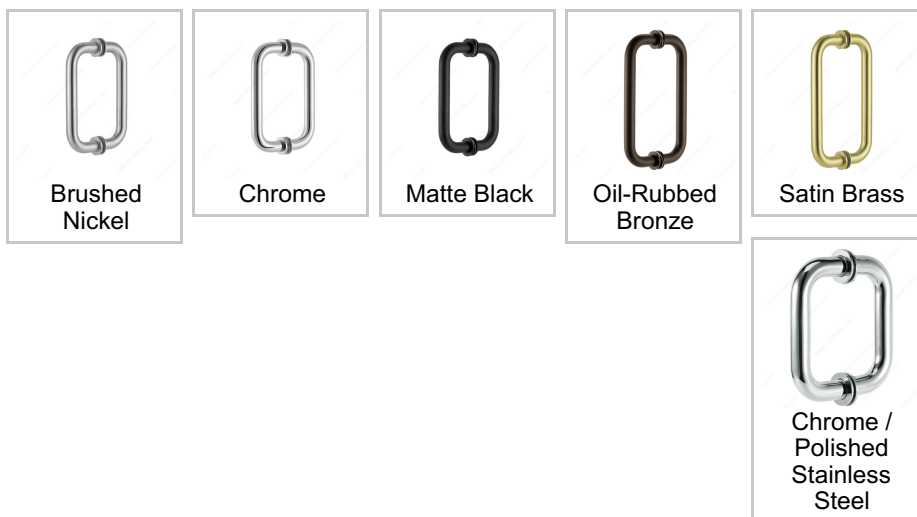 Brushed
Nickel
Chrome
Matte Black
Oil-Rubbed
Bronze
Satin Brass
Chrome /
Polished
Stainless
Steel